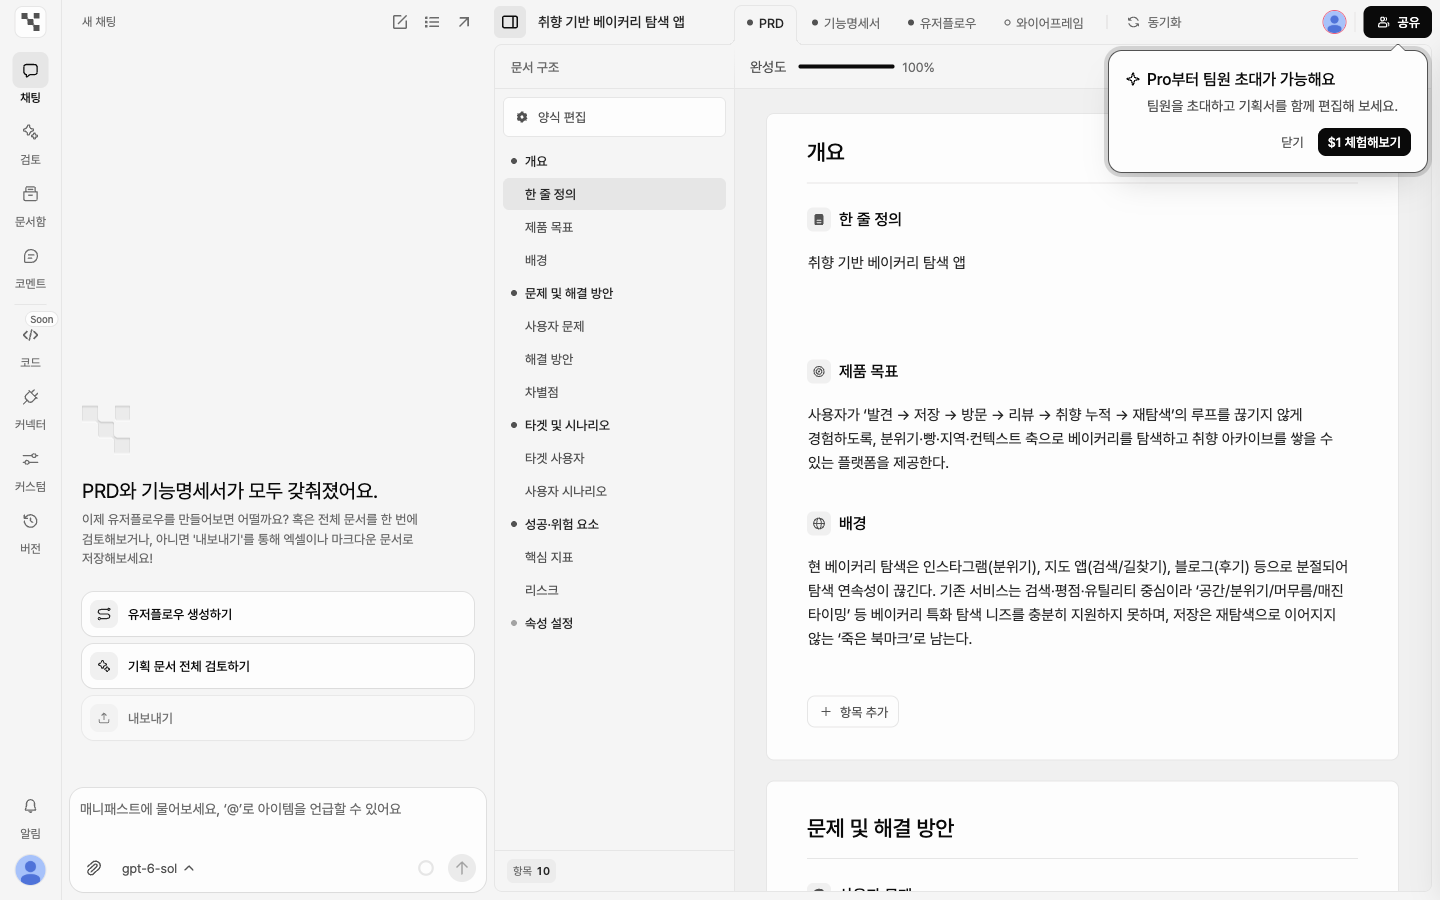 새 채팅
채팅
검토
문서함
코멘트
Soon
코드
커넥터
커스텀
버전
알림
PRD와 기능명세서가 모두 갖춰졌어요.
이제 유저플로우를 만들어보면 어떨까요? 혹은 전체 문서를 한 번에
검토해보거나, 아니면 '내보내기'를 통해 엑셀이나 마크다운 문서로
저장해보세요!
유저플로우 생성하기
기획 문서 전체 검토하기
내보내기
매니패스트에 물어보세요, ‘@’로 아이템을 언급할 수 있어요
gpt-6-sol
취향 기반 베이커리 탐색 앱
PRD
기능명세서
유저플로우
와이어프레임
동기화
공유
문서 구조
양식 편집
개요
한 줄 정의
제품 목표
배경
문제 및 해결 방안
사용자 문제
해결 방안
차별점
타겟 및 시나리오
타겟 사용자
사용자 시나리오
성공·위험 요소
핵심 지표
리스크
속성 설정
항목 10
완성도 100%
Pro부터 팀원 초대가 가능해요
팀원을 초대하고 기획서를 함께 편집해 보세요.
닫기
$1 체험해보기
개요
한 줄 정의
취향 기반 베이커리 탐색 앱
제품 목표
사용자가 ‘발견 → 저장 → 방문 → 리뷰 → 취향 누적 → 재탐색’의 루프를 끊기지 않게
경험하도록, 분위기·빵·지역·컨텍스트 축으로 베이커리를 탐색하고 취향 아카이브를 쌓을 수
있는 플랫폼을 제공한다.
배경
현 베이커리 탐색은 인스타그램(분위기), 지도 앱(검색/길찾기), 블로그(후기) 등으로 분절되어
탐색 연속성이 끊긴다. 기존 서비스는 검색·평점·유틸리티 중심이라 ‘공간/분위기/머무름/매진
타이밍’ 등 베이커리 특화 탐색 니즈를 충분히 지원하지 못하며, 저장은 재탐색으로 이어지지
않는 ‘죽은 북마크’로 남는다.
항목 추가
문제 및 해결 방안